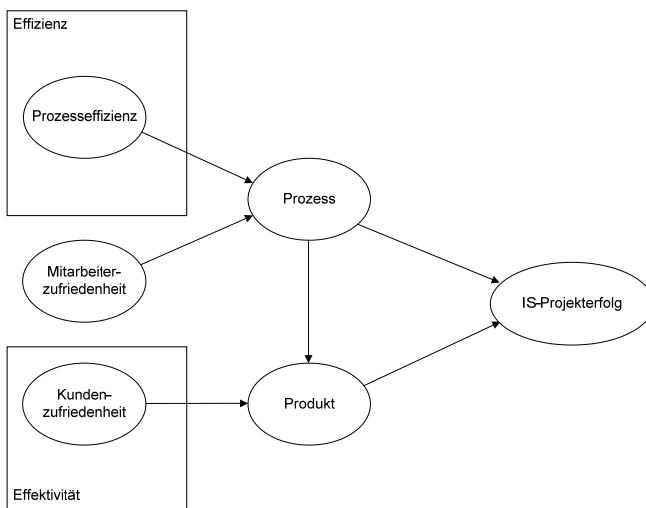 Effizienz
Prozesseffizienz
Prozess
Mitarbeiter-
zufriedenheit
IS-Projekterfolg
Kunden-
zufriedenheit
Produkt
Effektivität